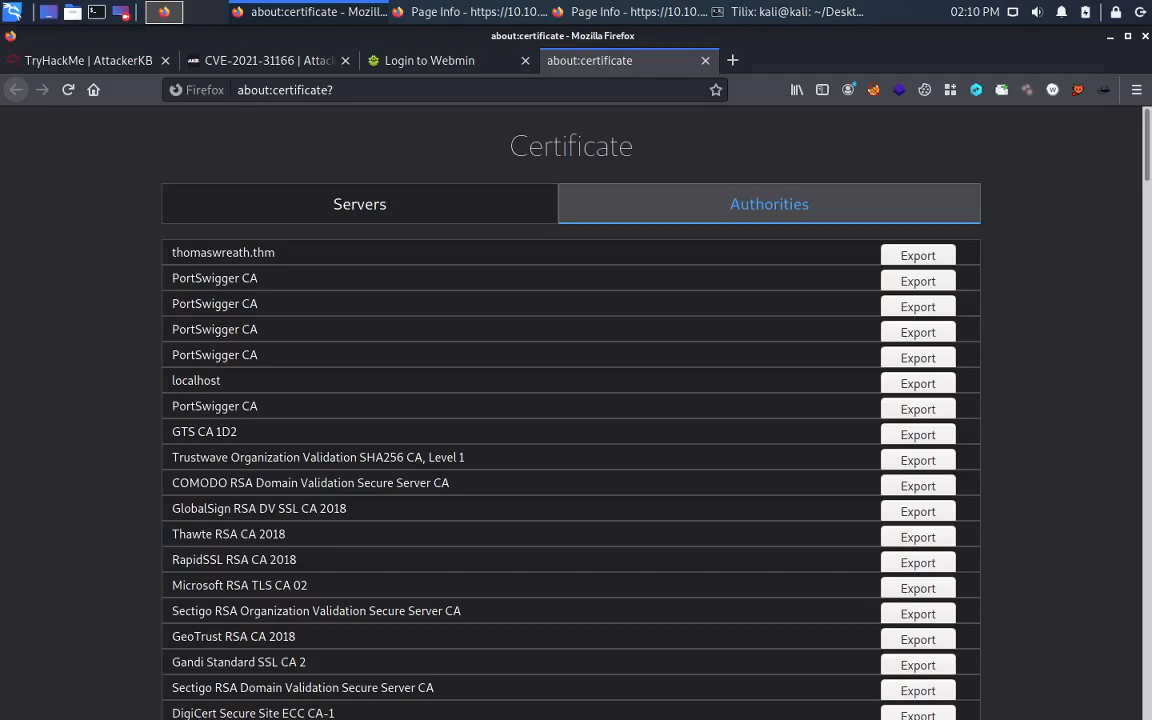 about:certificate - Mozill...
Page Info - https://10.10....
Page Info - https://10.10....
Tilix: kali@kali: ~/Deskt...
02:10 PM
about:certificate - Mozilla Firefox
TryHackMe | AttackerKB
CVE-2021-31166 | Attac
Login to Webmin
about:certificate
Firefox
about:certificate?
Certificate
Servers
Authorities
thomaswreath.thm
Export
PortSwigger CA
Export
PortSwigger CA
Export
PortSwigger CA
Export
PortSwigger CA
Export
localhost
Export
PortSwigger CA
Export
GTS CA 1D2
Export
Trustwave Organization Validation SHA256 CA, Level 1
Export
COMODO RSA Domain Validation Secure Server CA
Export
GlobalSign RSA DV SSL CA 2018
Export
Thawte RSA CA 2018
Export
RapidSSL RSA CA 2018
Export
Microsoft RSA TLS CA 02
Export
Sectigo RSA Organization Validation Secure Server CA
Export
GeoTrust RSA CA 2018
Export
Gandi Standard SSL CA 2
Export
Sectigo RSA Domain Validation Secure Server CA
Export
DigiCert Secure Site ECC CA-1
Export